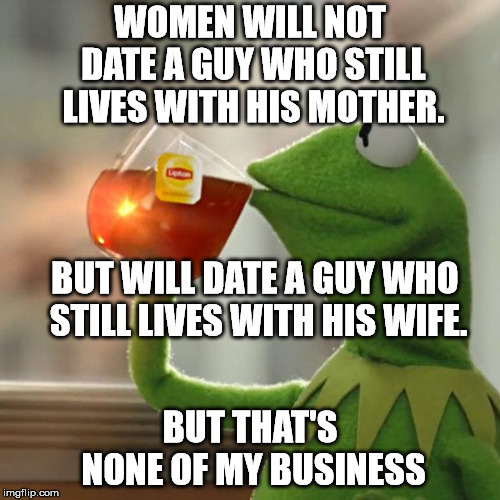 WOMEN WILL NOT
DATE A GUY WHO STILL
LIVES WITH HIS MOTHER.
Lipton
BUT WILL DATE A GUY WHO
STILL LIVES WITH HIS WIFE.
BUT THAT'S
NONE OF MY BUSINESS
imgflip.com